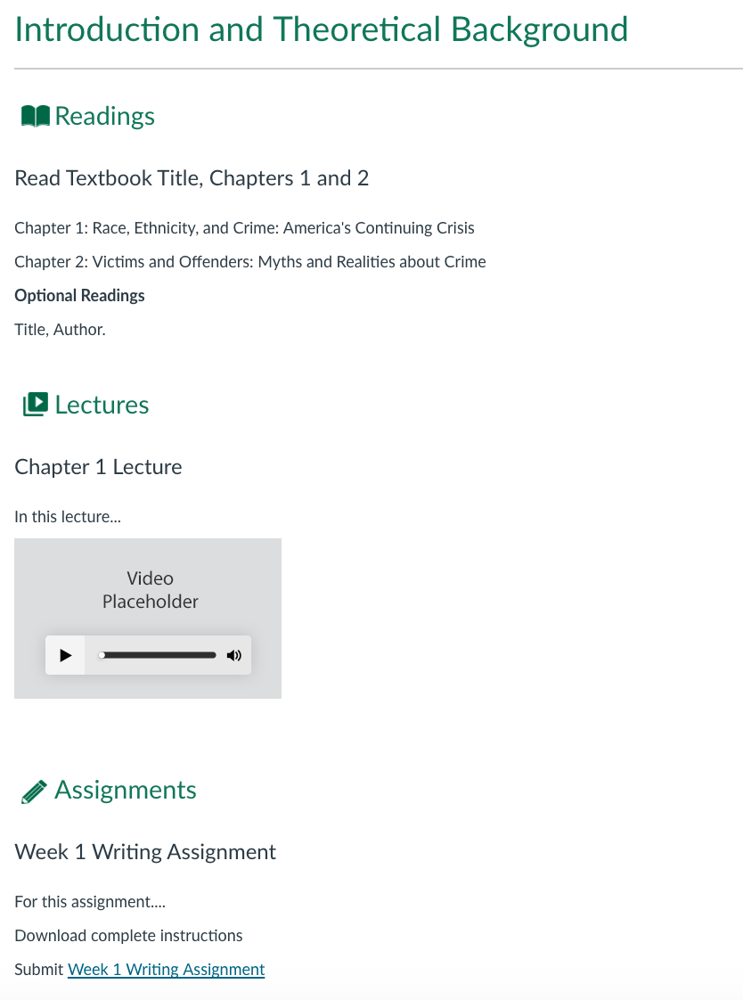 Introduction and Theoretical Background
Readings
Read Textbook Title, Chapters 1 and 2
Chapter 1: Race, Ethnicity, and Crime: America's Continuing Crisis
Chapter 2: Victims and Offenders: Myths and Realities about Crime
Optional Readings
Title, Author.
Lectures
Chapter 1 Lecture
In this lecture...
Video
Placeholder
Assignments
Week 1 Writing Assignment
For this assignment....
Download complete instructions
Submit Week 1 Writing Assignment